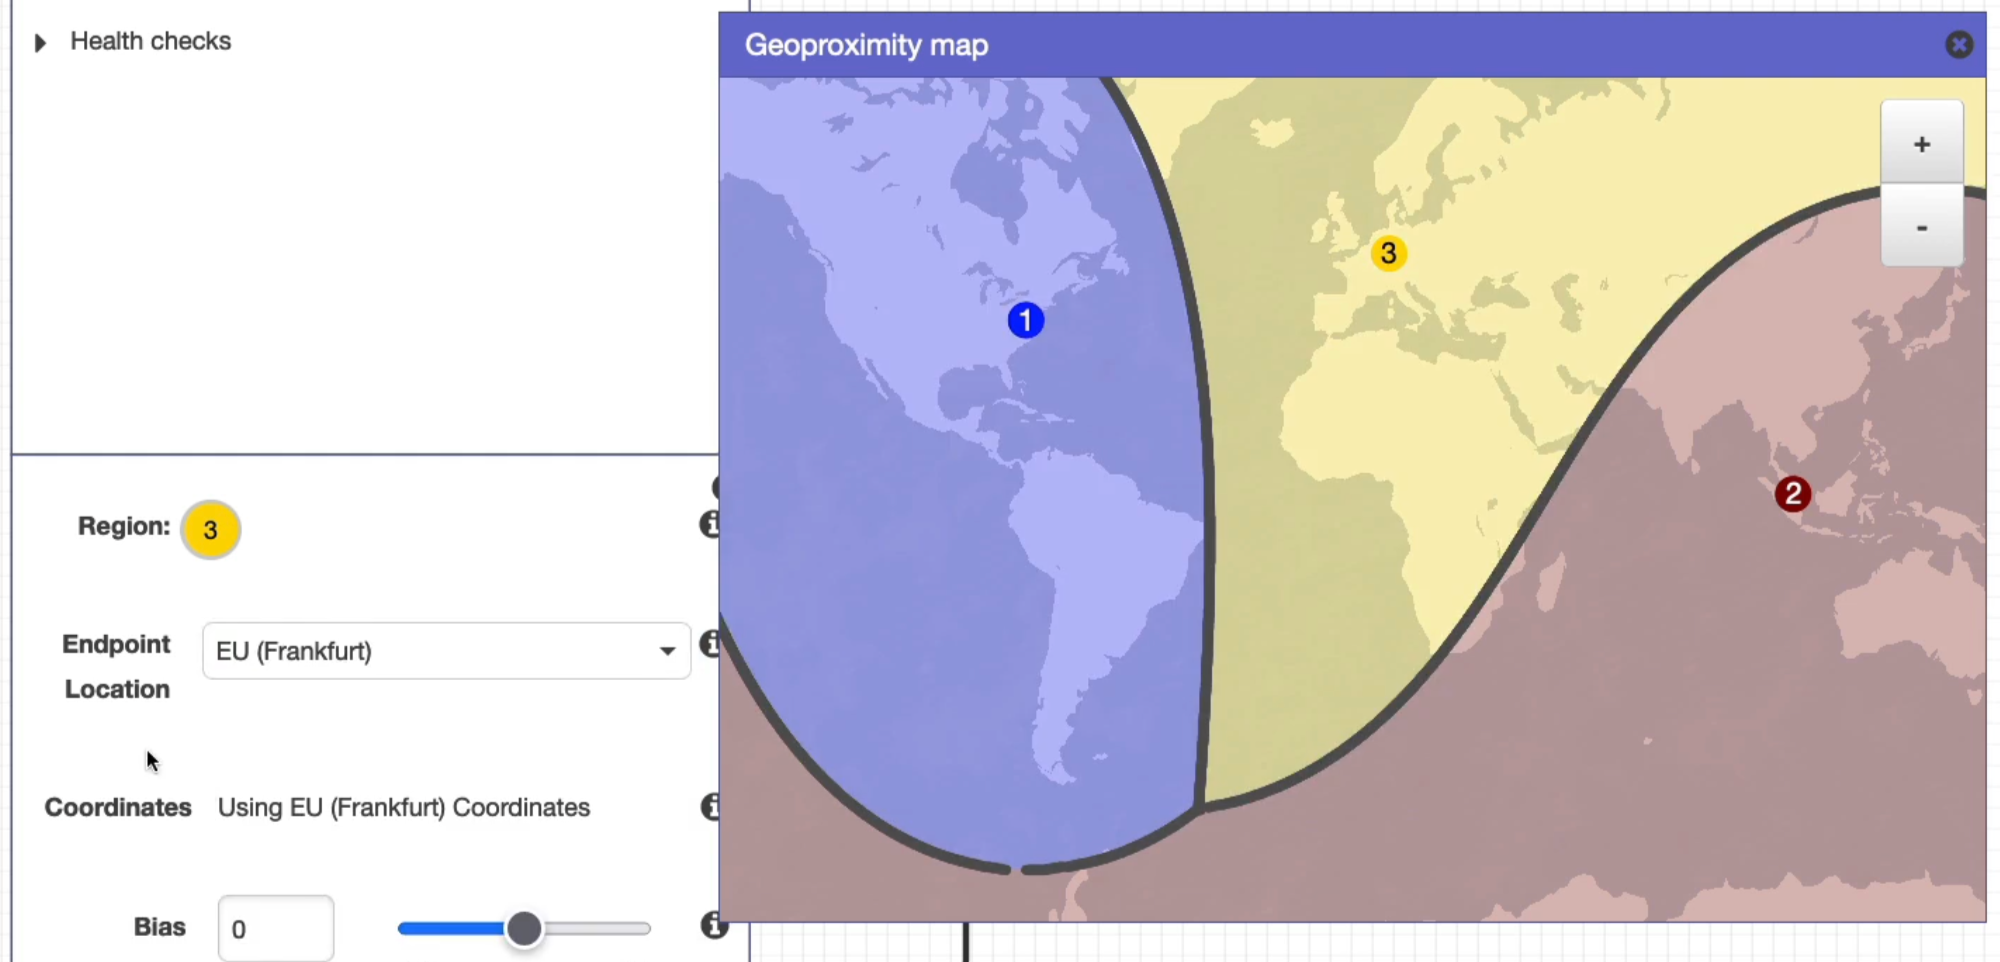 Health checks
Geoproximity map
+
-
3
1
2
Region: 3
Endpoint Location
EU (Frankfurt)
Coordinates
Using EU (Frankfurt) Coordinates
Bias
0